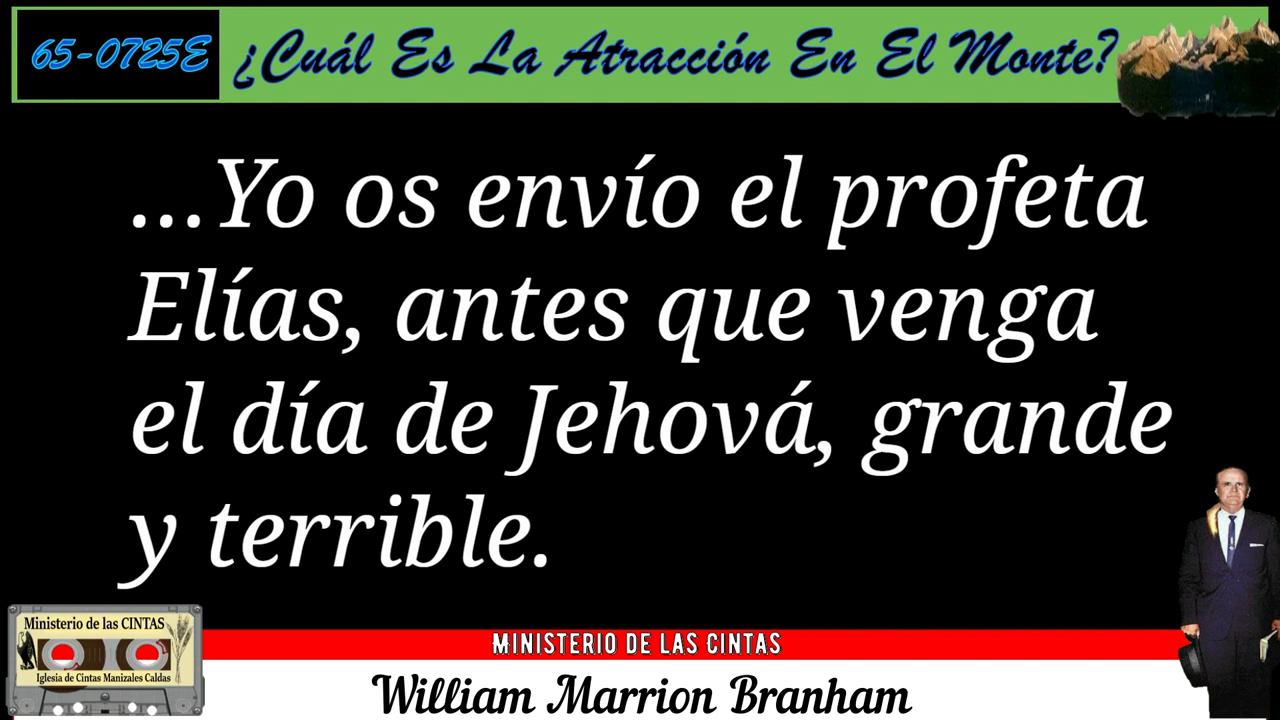 65-0725E ¿Cuál Es La Atracción En El Monte?
...Yo os envío el profeta
Elías, antes que venga
el día de Jehová, grande
y terrible.
Ministerio de las CINTAS
Iglesia de Cintas Manizales Caldas
MINISTERIO DE LAS CINTAS
William Marrion Branham